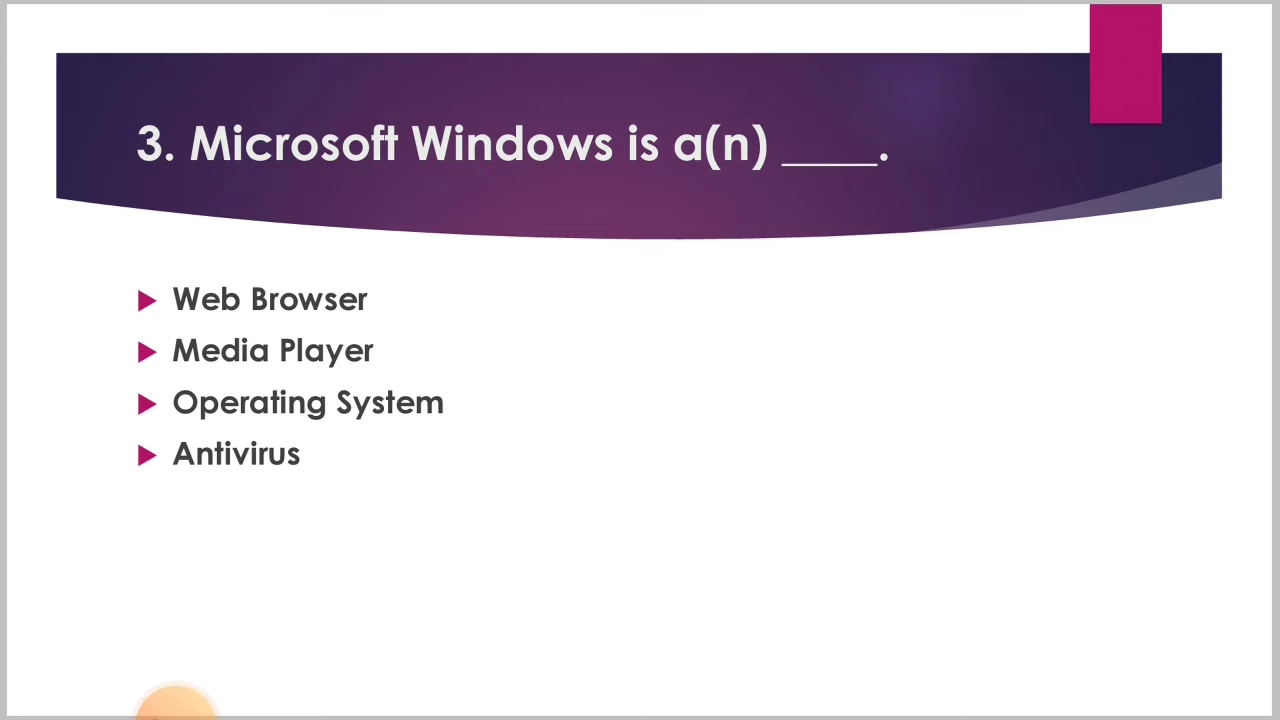 3. Microsoft Windows is a(n) ____.
Web Browser
Media Player
Operating System
Antivirus